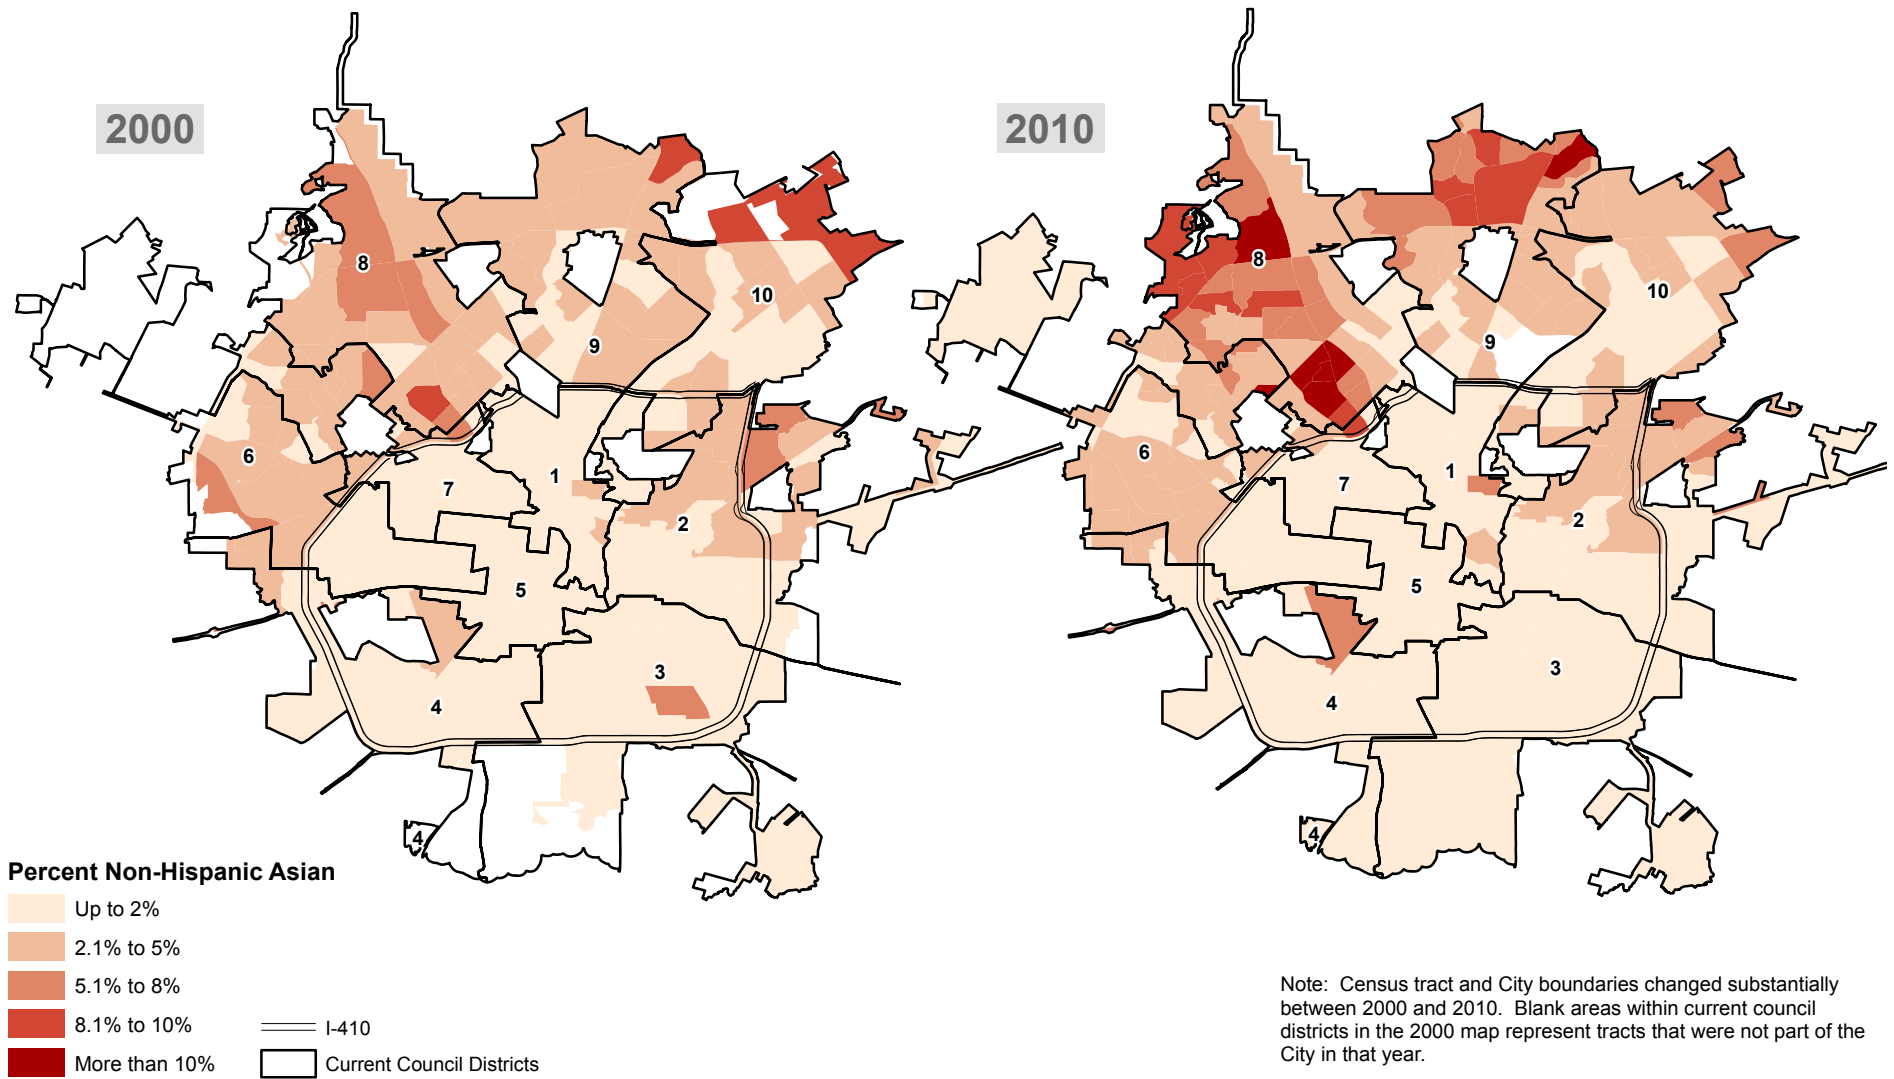 2000
2010
8
10
9
6
7
1
2
5
3
4
4
8
10
9
6
7
1
2
5
3
4
4
Percent Non-Hispanic Asian
Up to 2%
2.1% to 5%
5.1% to 8%
8.1% to 10%
More than 10%
I-410
Current Council Districts
Note: Census tract and City boundaries changed substantially
between 2000 and 2010. Blank areas within current council
districts in the 2000 map represent tracts that were not part of the
City in that year.